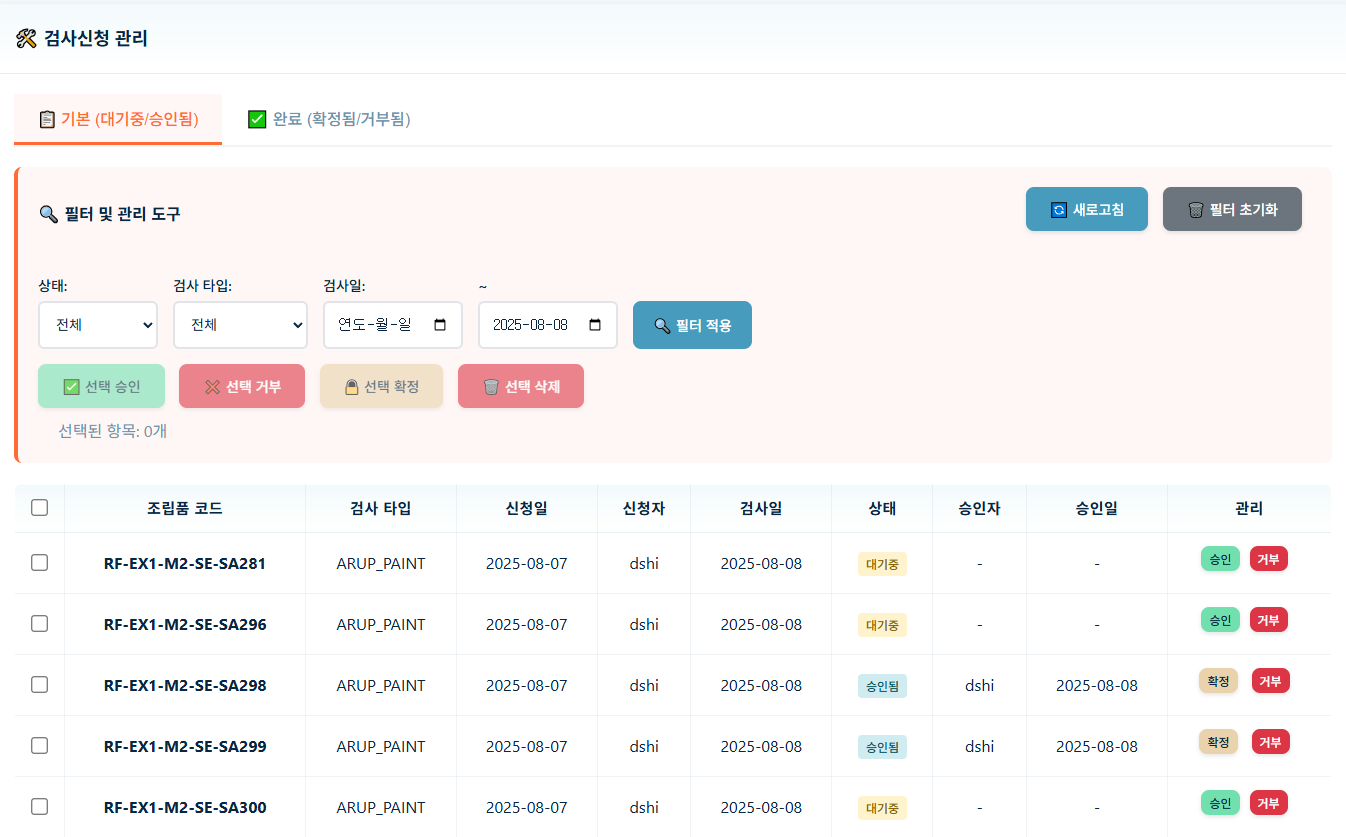 검사신청 관리
기본 (대기중/승인됨) 완료 (확정됨/거부됨)
필터 및 관리 도구 새로고침 필터 초기화
상태: 검사 타입: 검사일: ~
전체 전체 연도-월-일 2025-08-08 필터 적용
선택 승인 선택 거부 선택 확정 선택 삭제
선택된 항목: 0개
조립품 코드 검사 타입 신청일 신청자 검사일 상태 승인자 승인일 관리
RF-EX1-M2-SE-SA281 ARUP_PAINT 2025-08-07 dshi 2025-08-08 대기중 - - 승인 거부
RF-EX1-M2-SE-SA296 ARUP_PAINT 2025-08-07 dshi 2025-08-08 대기중 - - 승인 거부
RF-EX1-M2-SE-SA298 ARUP_PAINT 2025-08-07 dshi 2025-08-08 승인됨 dshi 2025-08-08 확정 거부
RF-EX1-M2-SE-SA299 ARUP_PAINT 2025-08-07 dshi 2025-08-08 승인됨 dshi 2025-08-08 확정 거부
RF-EX1-M2-SE-SA300 ARUP_PAINT 2025-08-07 dshi 2025-08-08 대기중 - - 승인 거부